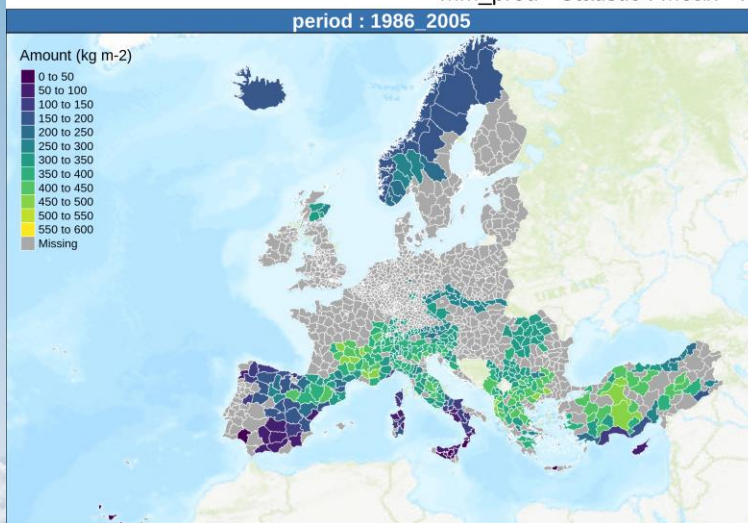 period : 1986_2005
Amount (kg m-2)
0 to 50
50 to 100
100 to 150
150 to 200
200 to 250
250 to 300
300 to 350
350 to 400
400 to 450
450 to 500
500 to 550
550 to 600
Missing
UKRAINE